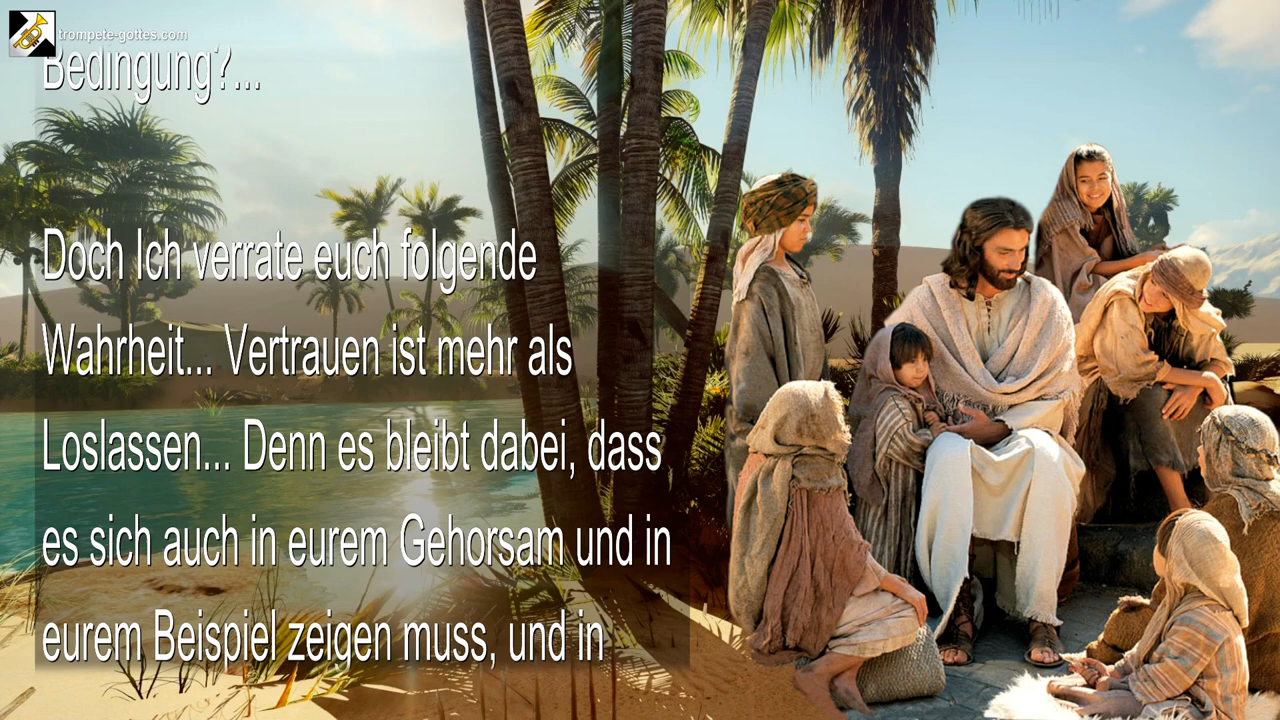 trompete-gottes.com
Bedingung?...
Doch Ich verrate euch folgende
Wahrheit... Vertrauen ist mehr als
Loslassen... Denn es bleibt dabei, dass
es sich auch in eurem Gehorsam und in
eurem Beispiel zeigen muss, und in